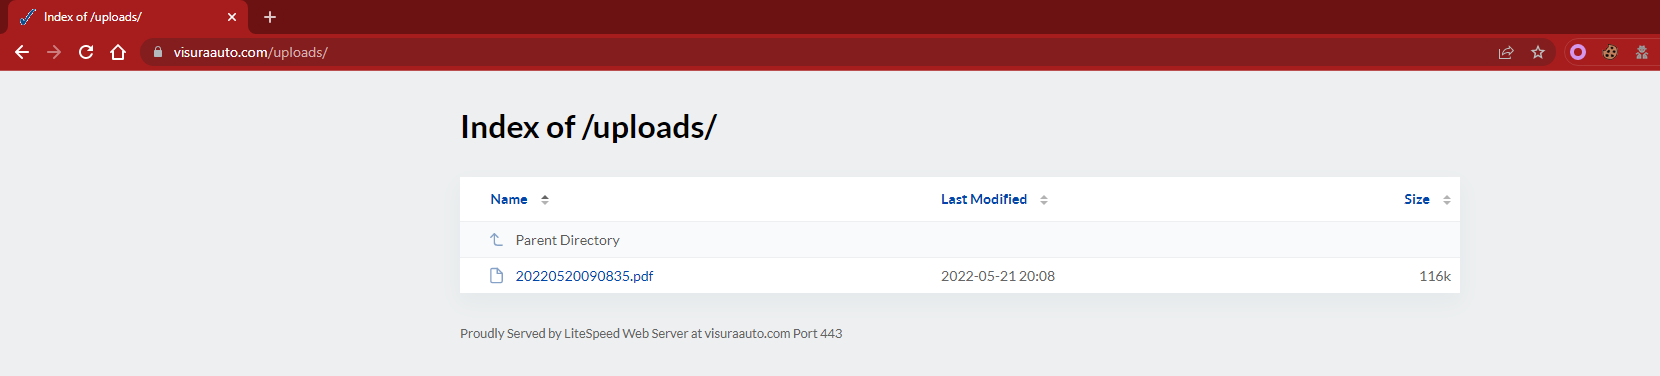 Index of /uploads/
visuraauto.com/uploads/
Index of /uploads/
Name Last Modified Size
Parent Directory
20220520090835.pdf 2022-05-21 20:08 116k
Proudly Served by LiteSpeed Web Server at visuraauto.com Port 443